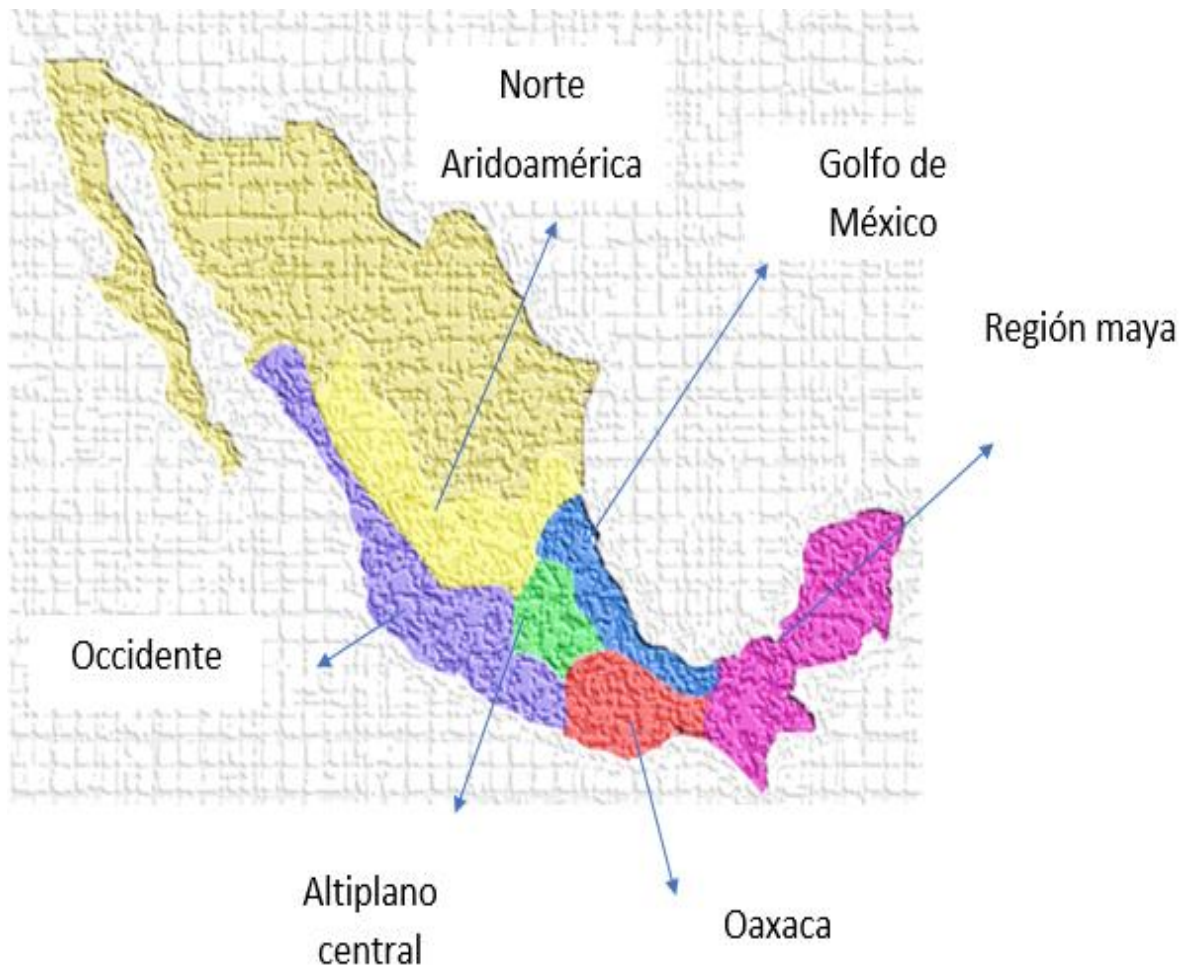 Norte
Aridoamérica
Golfo de
México
Región maya
Occidente
Altiplano
central
Oaxaca